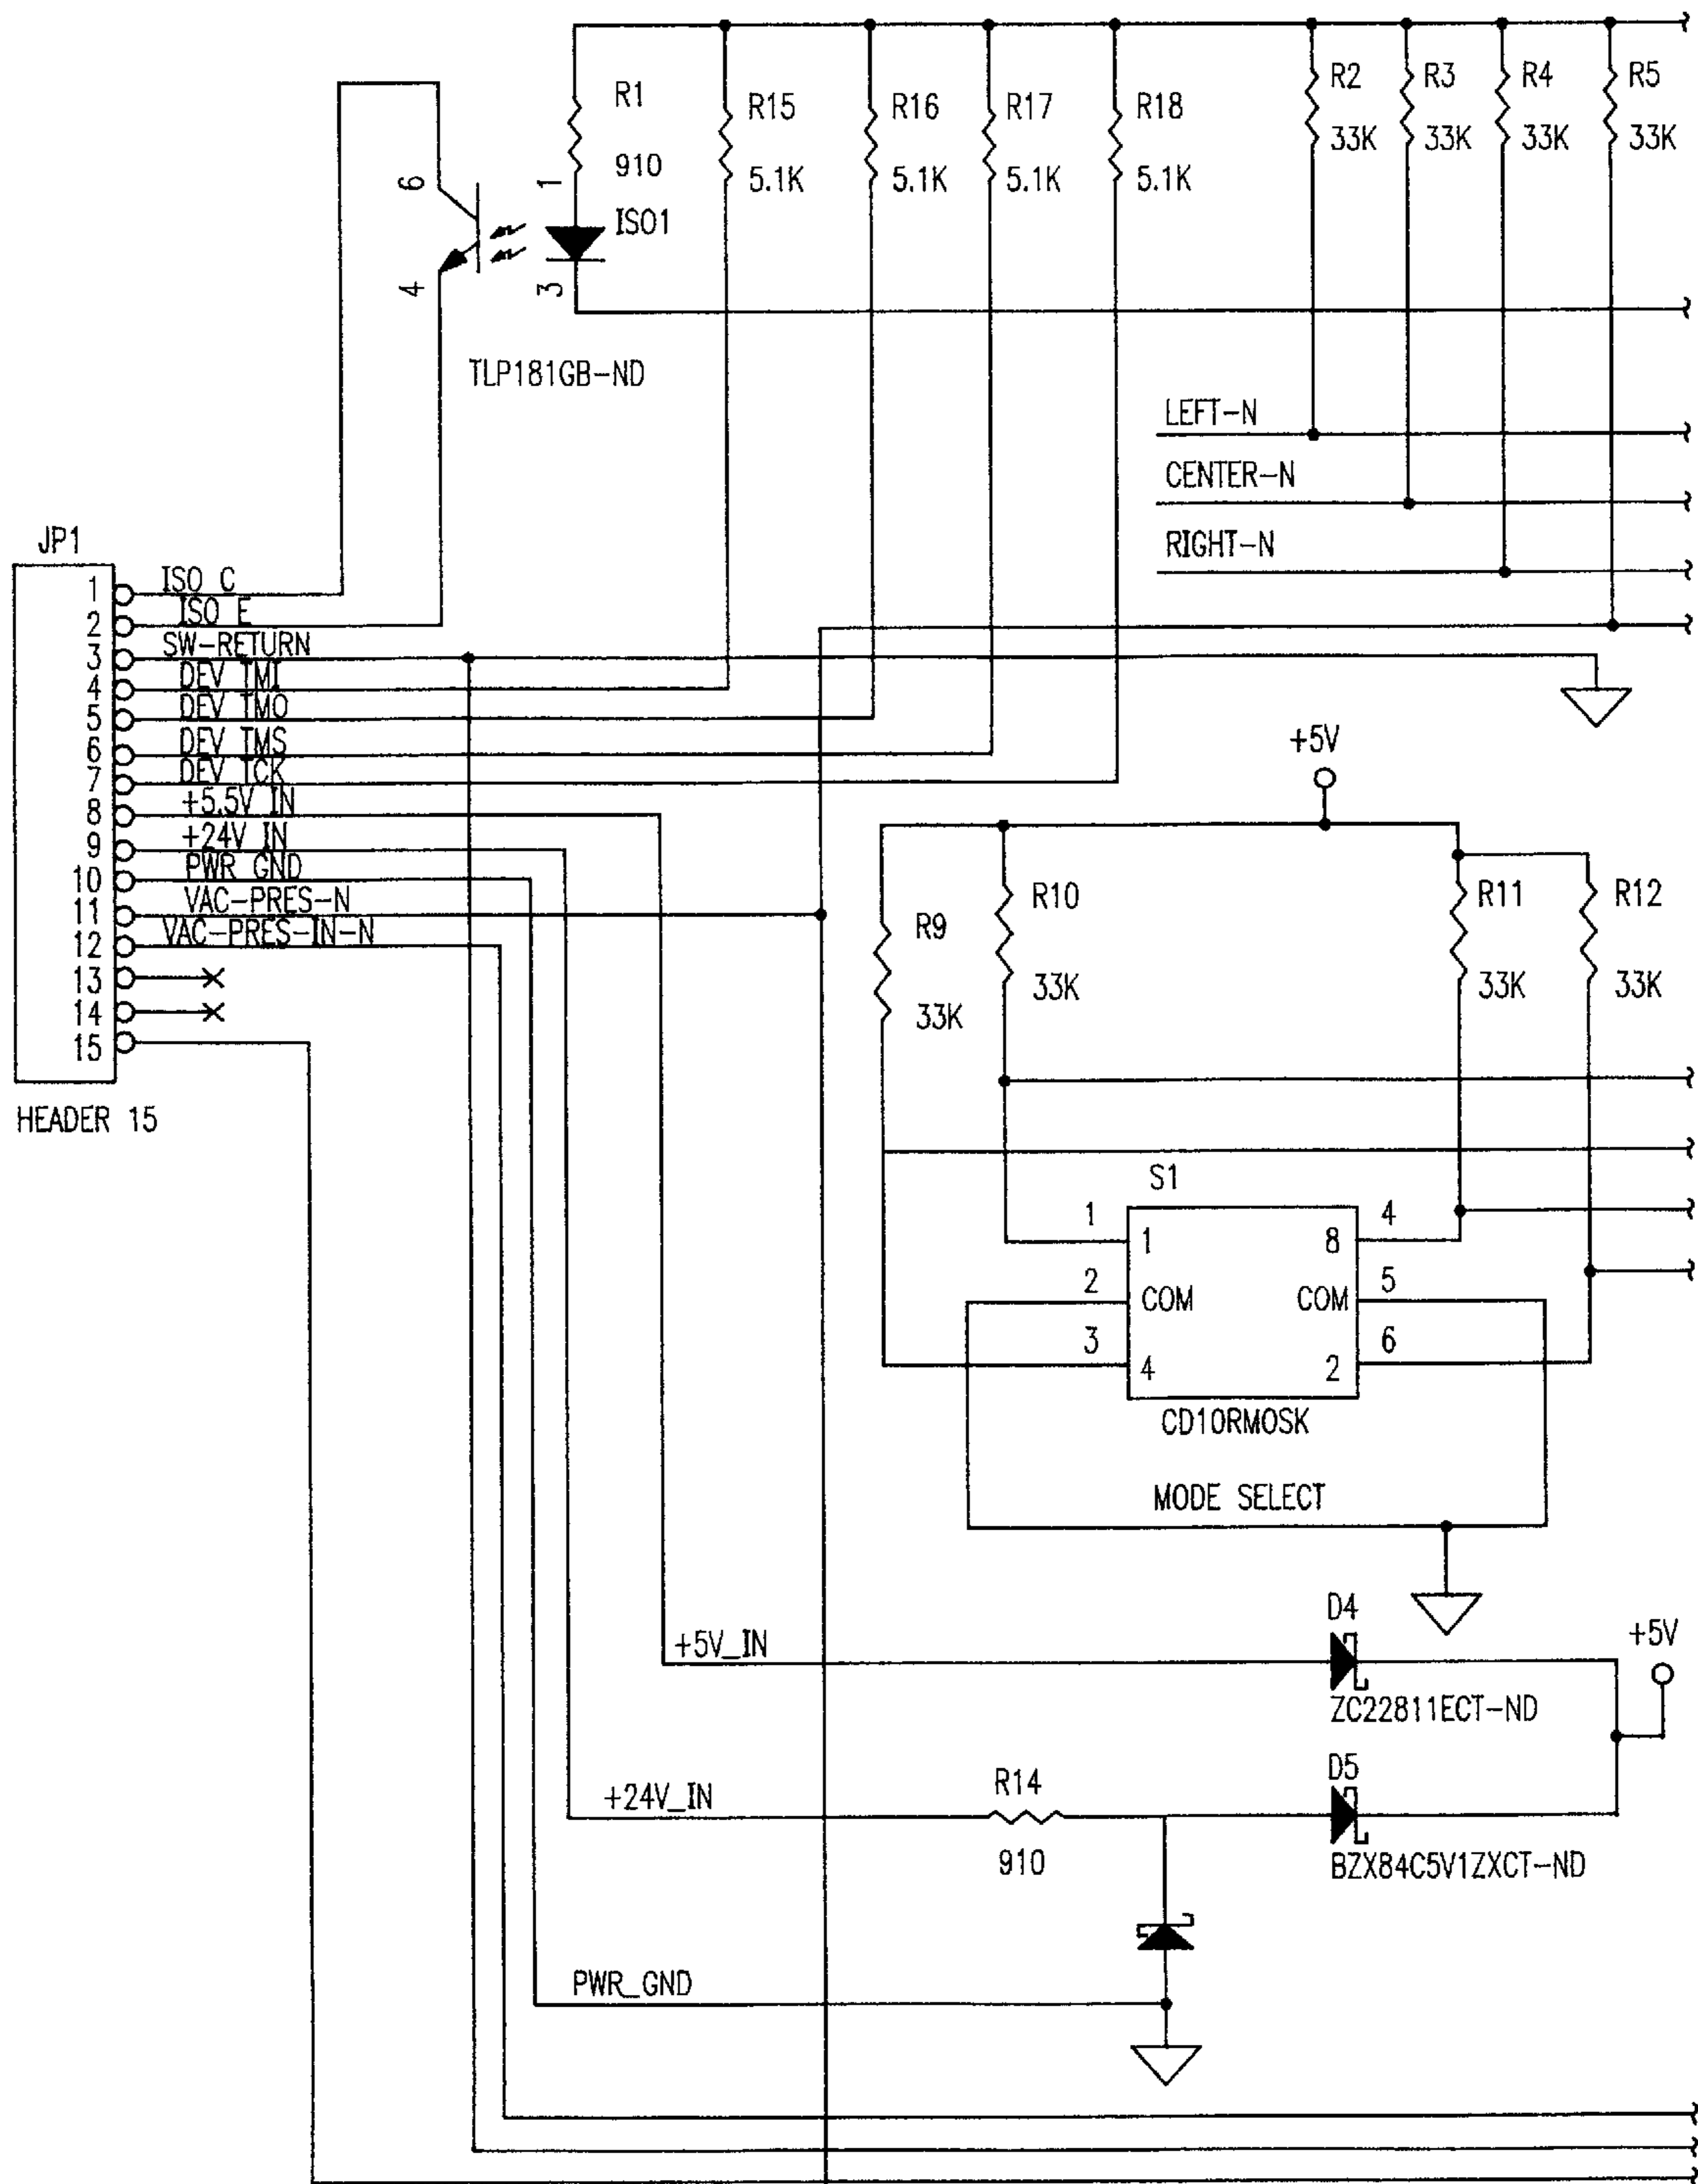 R1
910
R15
5.1K
R16
5.1K
R17
5.1K
R18
5.1K
R2
33K
R3
33K
R4
33K
R5
33K
6
4
1
ISO1
3
TLP181GB-ND
LEFT-N
CENTER-N
RIGHT-N
JP1
1 ISO C
2 ISO E
3 SW-RETURN
4 DEV TMI
5 DEV TMO
6 DEV TMS
7 DEV TCK
8 +5.5V IN
9 +24V IN
10 PWR GND
11 VAC-PRES-N
12 VAC-PRES-IN-N
13
14
15
HEADER 15
+5V
R9
33K
R10
33K
R11
33K
R12
33K
S1
1 1 8 4
2 COM COM 5
3 4 2 6
CD10RMOSK
MODE SELECT
+5V_IN
D4
ZC22811ECT-ND
+5V
+24V_IN
R14
910
D5
BZX84C5V1ZXCT-ND
PWR_GND